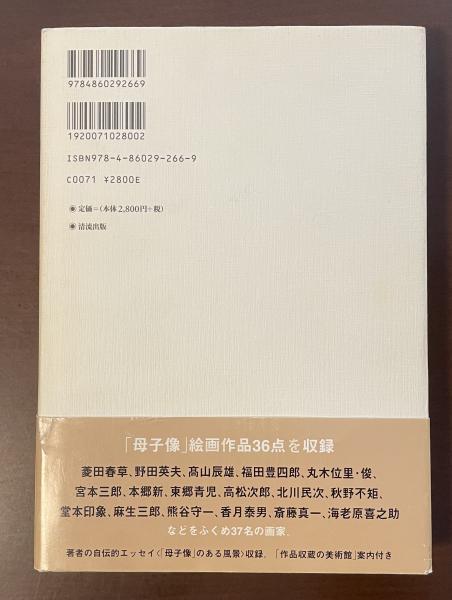 9784860292669
1920071028002
ISBN978-4-86029-266-9
C0071 ¥2800E
◉ 定価=(本体2,800円+税)
◉ 清流出版
「母子像」絵画作品36点を収録
菱田春草、野田英夫、髙山辰雄、福田豊四郎、丸木位里・俊、
宮本三郎、本郷新、東郷青児、高松次郎、北川民次、秋野不矩、
堂本印象、麻生三郎、熊谷守一、香月泰男、斎藤真一、海老原喜之助
などをふくめ37名の画家.
著者の自伝的エッセイ〈「母子像」のある風景〉収録. 「作品収蔵の美術館」案内付き